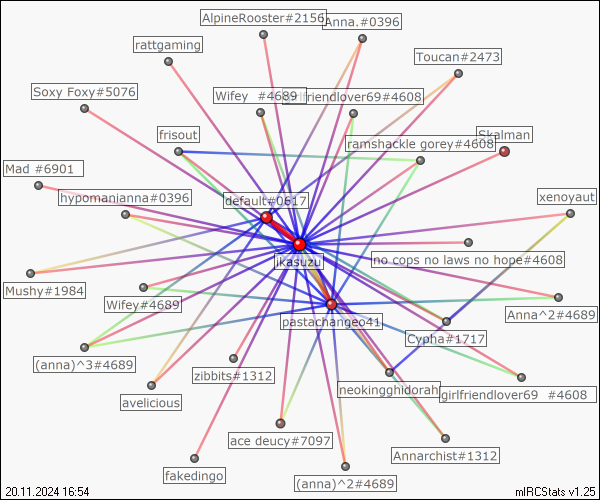 AlpineRooster#2156
Anna.#0396
rattgaming
Toucan#2473
Soxy Foxy#5076
Wifey  #4689
girlfriendlover69#4608
frisout
ramshackle gorey#4608
Skalman
Mad #6901
hypomanianna#0396
default#0617
xenoyaut
jkasuzu
no cops no laws no hope#4608
Mushy#1984
Wifey#4689
Anna^2#4689
pastachangeo41
Cypha#1717
(anna)^3#4689
zibbits#1312
neokingghidorah
girlfriendlover69  #4608
avelicious
ace deucy#7097
Annarchist#1312
fakedingo
(anna)^2#4689
20.11.2024 16:54
mIRCStats v1.25